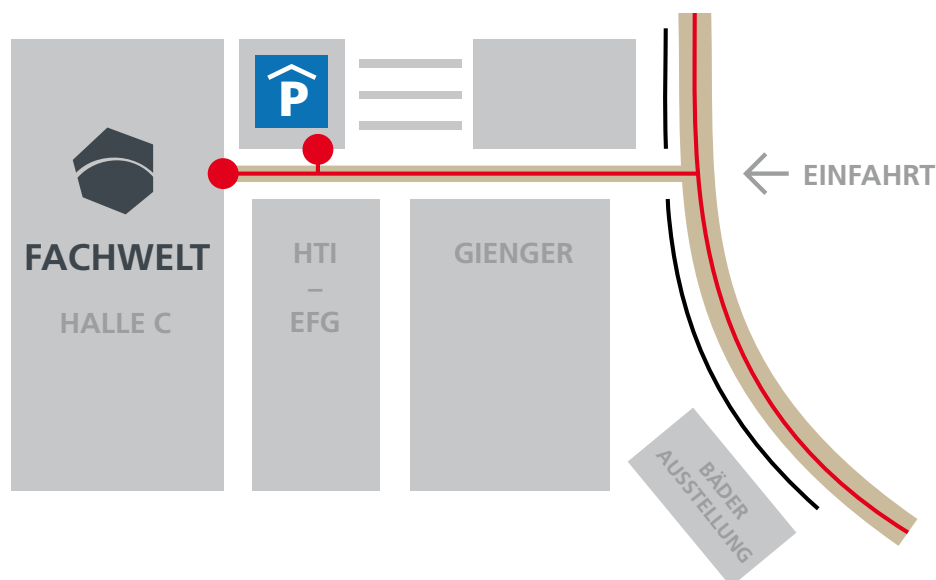 P
EINFAHRT
FACHWELT
HALLE C
HTI
–
EFG
GIENGER
BÄDER
AUSSTELLUNG